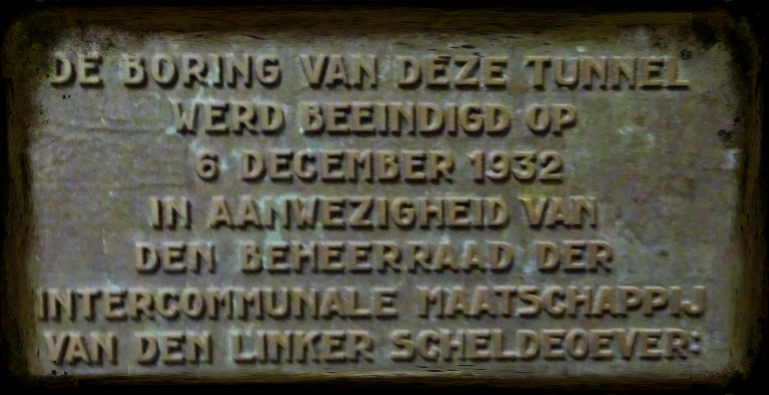 DE BORING VAN DEZE TUNNEL
WERD BEEINDIGD OP
6 DECEMBER 1932
IN AANWEZIGHEID VAN
DEN BEHEERRAAD DER
INTERCOMMUNALE MAATSCHAPPIJ
VAN DEN LINKER SCHELDEOEVER: